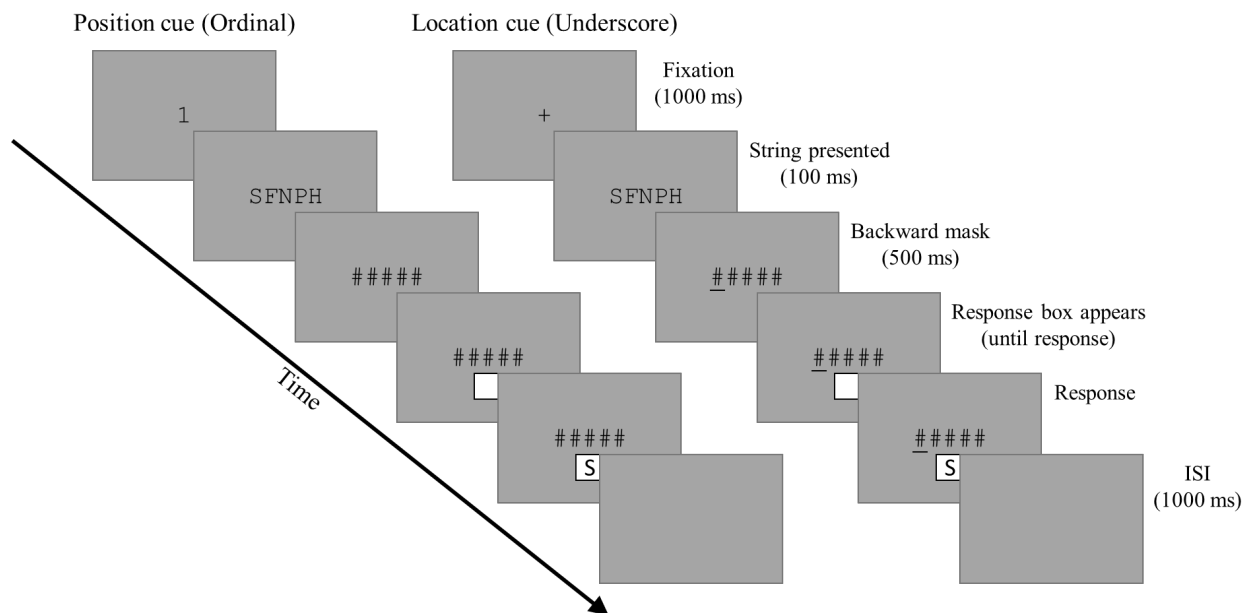 Position cue (Ordinal)
Location cue (Underscore)
1
+
Fixation
(1000 ms)
SFNPH
SFNPH
String presented
(100 ms)
#####
#####
Backward mask
(500 ms)
#####
#####
Response box appears
(until response)
Time
#####
S
#####
S
Response
ISI
(1000 ms)